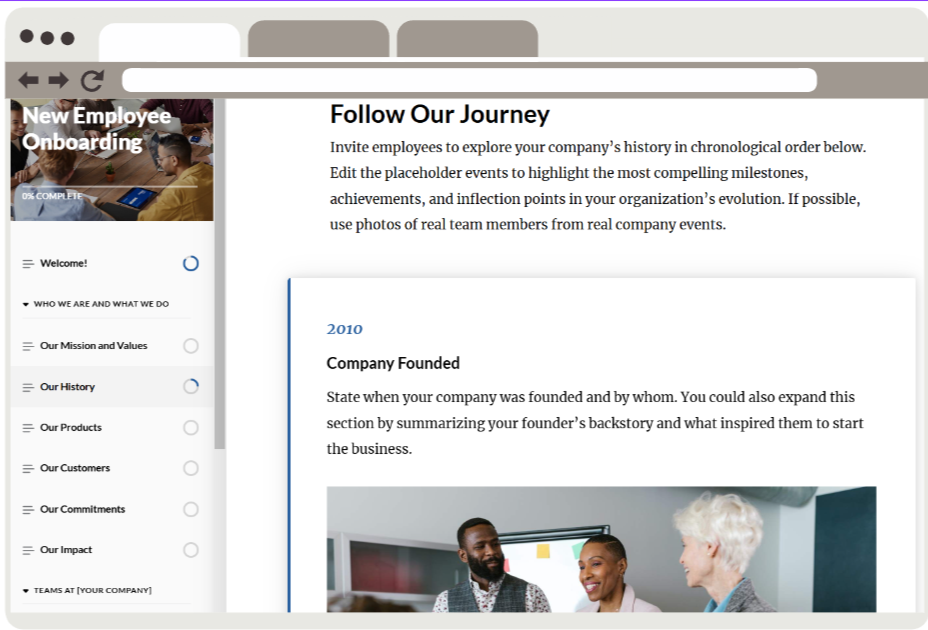 New Employee
Onboarding
0% COMPLETE
Welcome!
WHO WE ARE AND WHAT WE DO
Our Mission and Values
Our History
Our Products
Our Customers
Our Commitments
Our Impact
TEAMS AT [YOUR COMPANY]
Follow Our Journey
Invite employees to explore your company's history in chronological order below.
Edit the placeholder events to highlight the most compelling milestones,
achievements, and inflection points in your organization's evolution. If possible,
use photos of real team members from real company events.
2010
Company Founded
State when your company was founded and by whom. You could also expand this
section by summarizing your founder's backstory and what inspired them to start
the business.